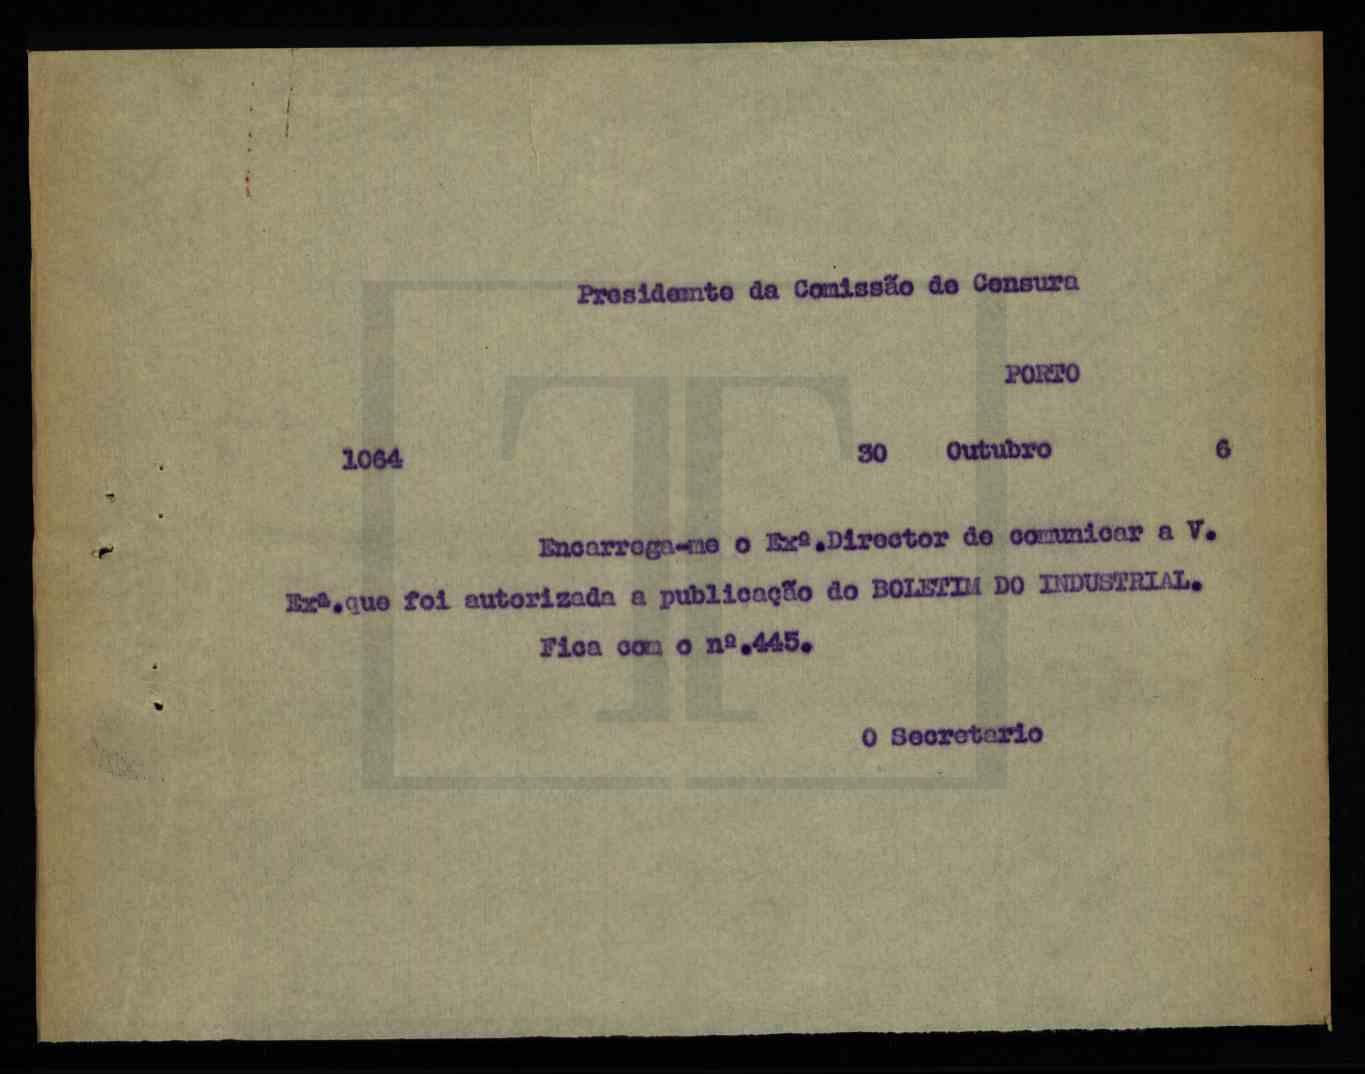 Presidemnte da Comissão de Censura
PORTO
1064 30 Outubro 6
Encarrega-me o Exº.Director de comunicar a V.
Exª.que foi autorizada a publicação do BOLETIM DO INDUSTRIAL.
Fica com o nº.445.
O Secretario